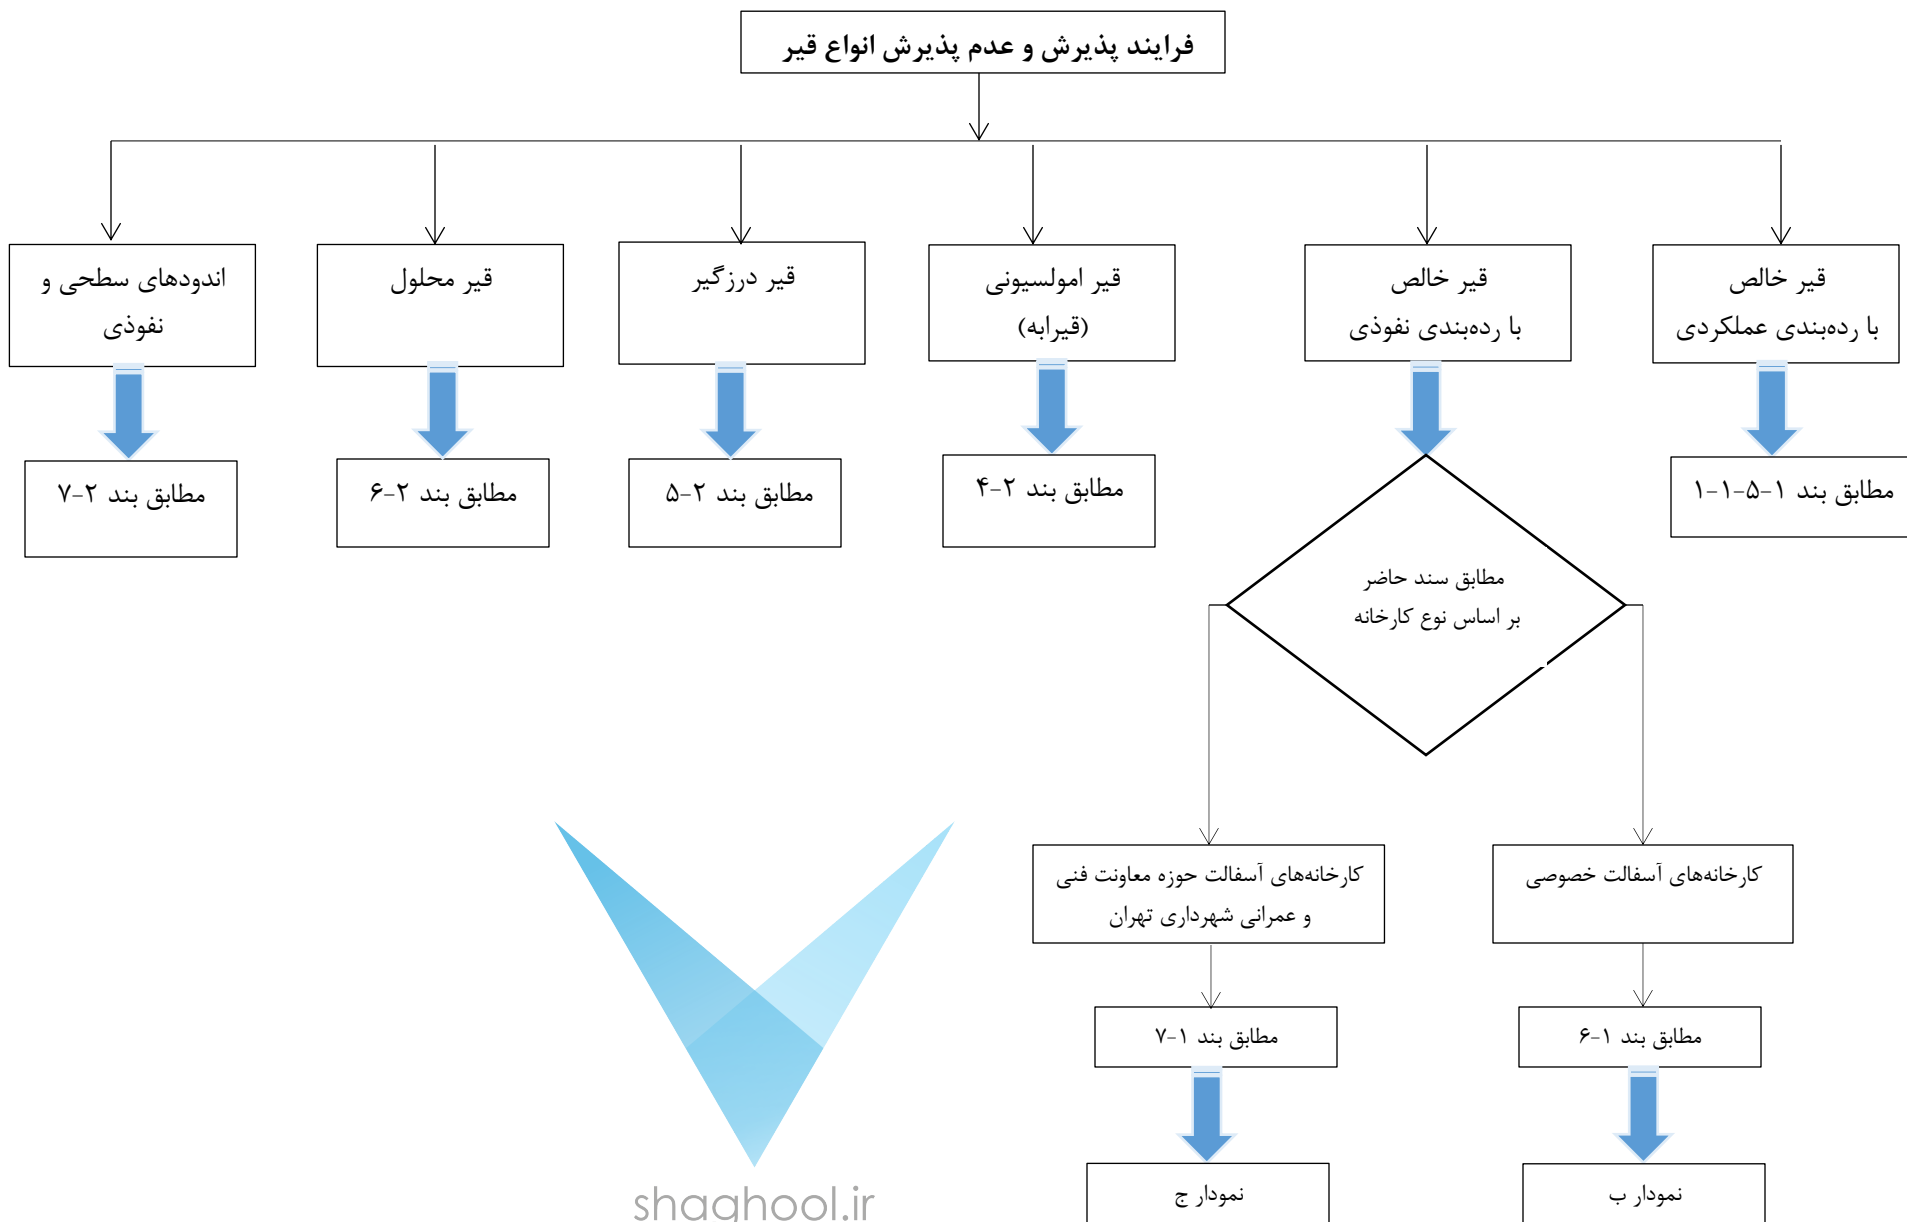 فرایند پذیرش و عدم پذیرش انواع قیر
قیر خالص
با رده‌بندی عملکردی
قیر خالص
با رده‌بندی نفوذی
قیر امولسیونی
(قیرابه)
قیر درزگیر
قیر محلول
اندودهای سطحی و
نفوذی
مطابق بند ۱-۵-۱-۱
مطابق بند ۲-۴
مطابق بند ۲-۵
مطابق بند ۲-۶
مطابق بند ۲-۷
مطابق سند حاضر
بر اساس نوع کارخانه
کارخانه‌های آسفالت خصوصی
کارخانه‌های آسفالت حوزه معاونت فنی
و عمرانی شهرداری تهران
مطابق بند ۱-۶
مطابق بند ۱-۷
نمودار ب
نمودار ج
shaghool.ir